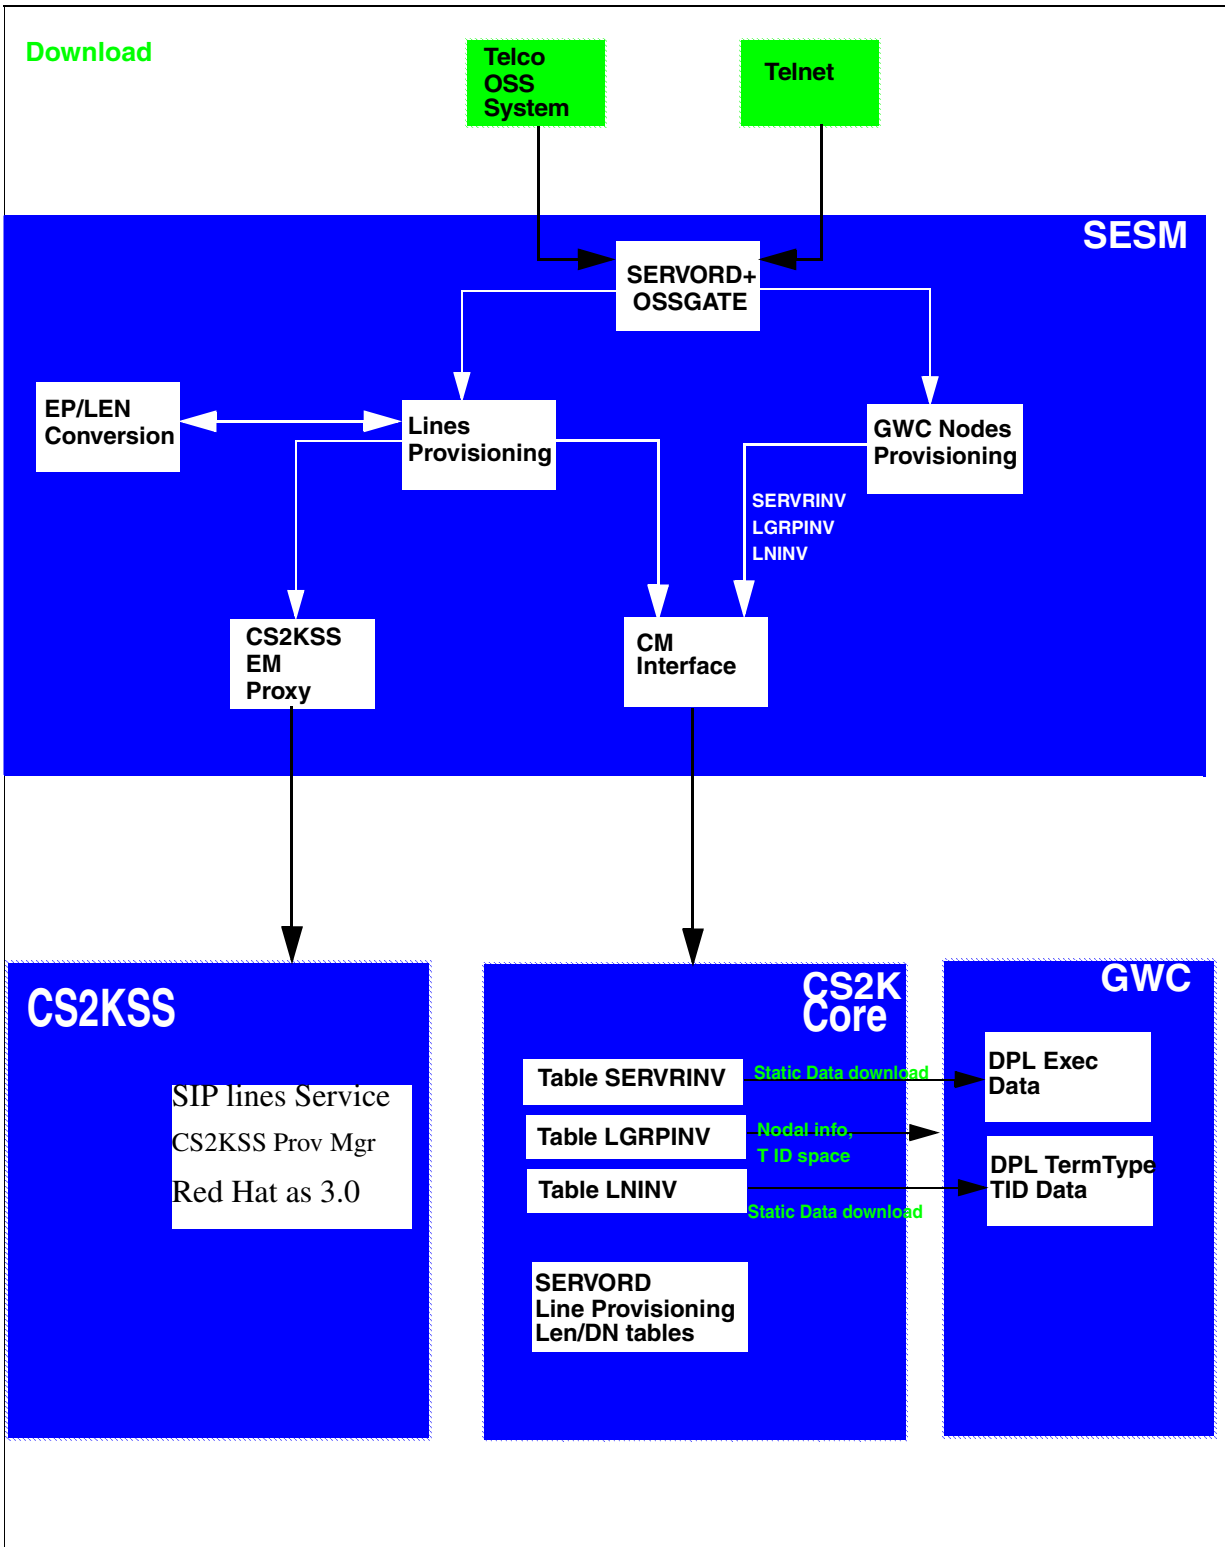 Download
Telco
OSS
System
Telnet
SESM
SERVORD+
OSSGATE
EP/LEN
Conversion
Lines
Provisioning
GWC Nodes
Provisioning
SERVRINV
LGRPINV
LNINV
CS2KSS
EM
Proxy
CM
Interface
CS2KSS
SIP lines Service
CS2KSS Prov Mgr
Red Hat as 3.0
CS2K
Core
Table SERVRINV
Static Data download
Table LGRPINV
Nodal info,
T ID space
Table LNINV
Static Data download
SERVORD
Line Provisioning
Len/DN tables
GWC
DPL Exec
Data
DPL TermType
TID Data